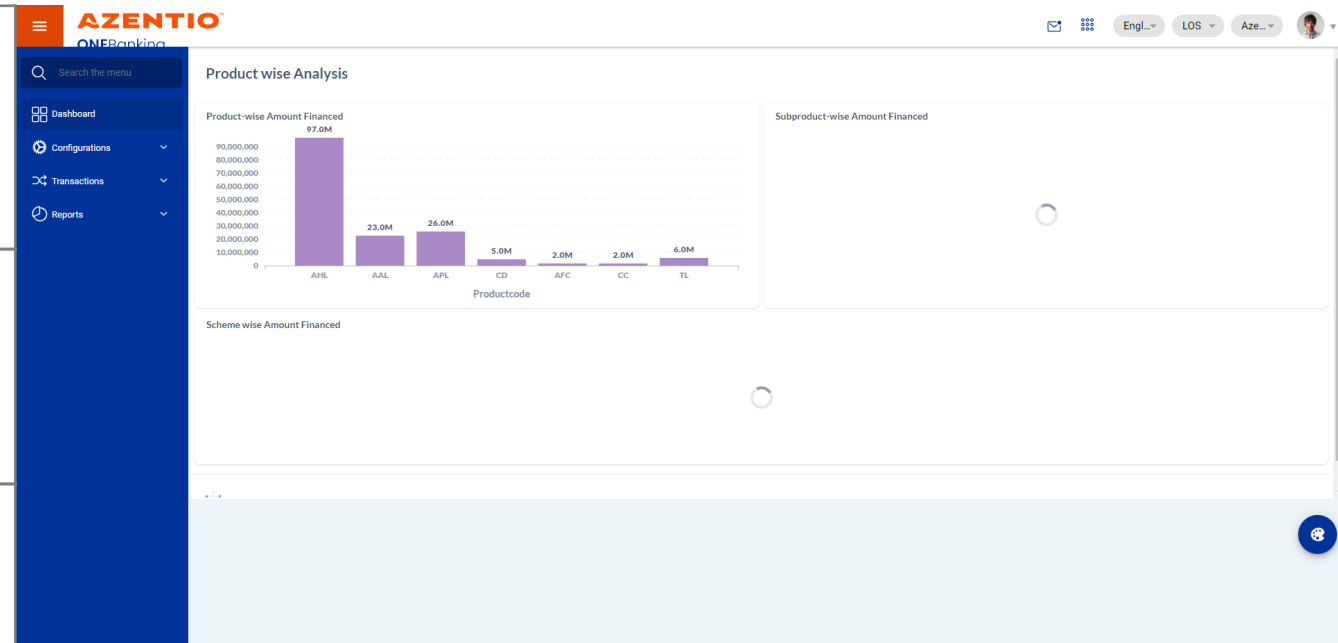 AZENTIO™
ONEBanking
Engl...
LOS
Aze...
Search the menu
Dashboard
Configurations
Transactions
Reports
Product wise Analysis
Product-wise Amount Financed
97.0M
90,000,000
80,000,000
70,000,000
60,000,000
50,000,000
40,000,000
30,000,000
20,000,000
10,000,000
0
23.0M
26.0M
5.0M
2.0M
2.0M
6.0M
AHL AAL APL CD AFC CC TL
Productcode
Subproduct-wise Amount Financed
Scheme wise Amount Financed